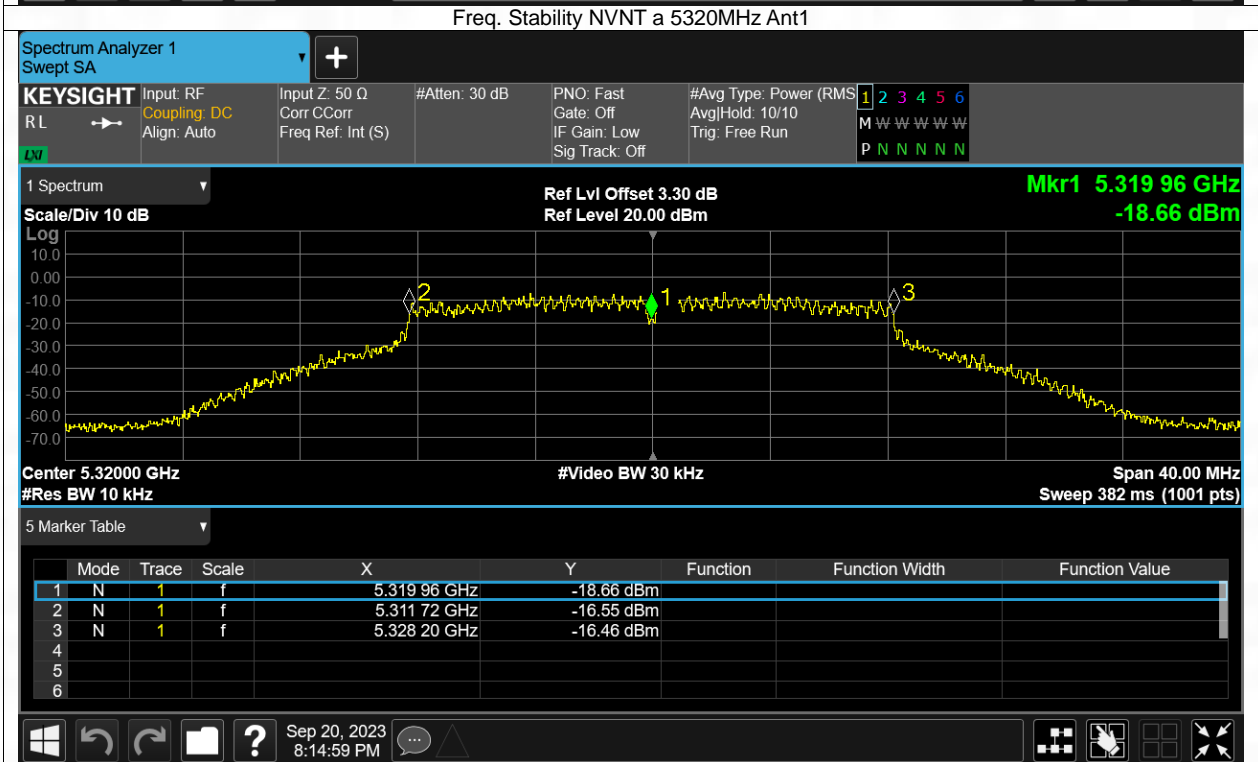 Freq. Stability NVNT a 5320MHz Ant1
Spectrum Analyzer 1
Swept SA
KEYSIGHT Input: RF Input Z: 50 Ω #Atten: 30 dB PNO: Fast #Avg Type: Power (RMS 1 2 3 4 5 6
RL Coupling: DC Corr CCorr Gate: Off Avg|Hold: 10/10 M W W W W W
Align: Auto Freq Ref: Int (S) IF Gain: Low Trig: Free Run
LXI Sig Track: Off P N N N N N
1 Spectrum Ref Lvl Offset 3.30 dB Mkr1 5.319 96 GHz
Scale/Div 10 dB Ref Level 20.00 dBm -18.66 dBm
Log
10.0
0.00
-10.0 2 1 3
-20.0
-30.0
-40.0
-50.0
-60.0
-70.0
Center 5.32000 GHz #Video BW 30 kHz Span 40.00 MHz
#Res BW 10 kHz Sweep 382 ms (1001 pts)
5 Marker Table
Mode Trace Scale X Y Function Function Width Function Value
1 N 1 f 5.319 96 GHz -18.66 dBm
2 N 1 f 5.311 72 GHz -16.55 dBm
3 N 1 f 5.328 20 GHz -16.46 dBm
4
5
6
? Sep 20, 2023
8:14:59 PM